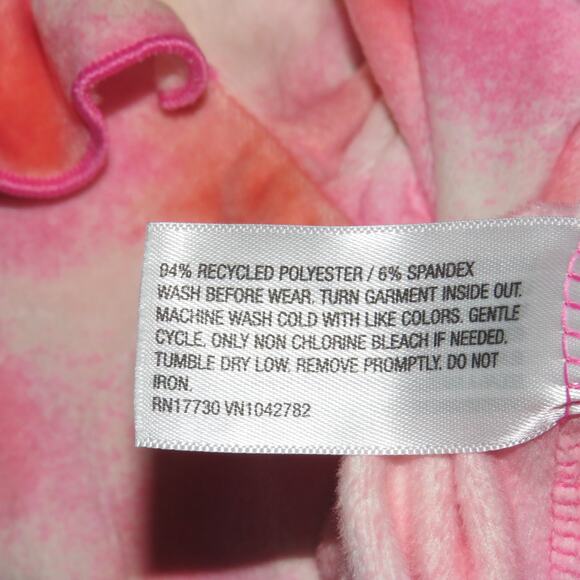 94% RECYCLED POLYESTER / 6% SPANDEX
WASH BEFORE WEAR. TURN GARMENT INSIDE OUT.
MACHINE WASH COLD WITH LIKE COLORS. GENTLE
CYCLE. ONLY NON CHLORINE BLEACH IF NEEDED.
TUMBLE DRY LOW. REMOVE PROMPTLY. DO NOT
IRON.
RN17730 VN1042782